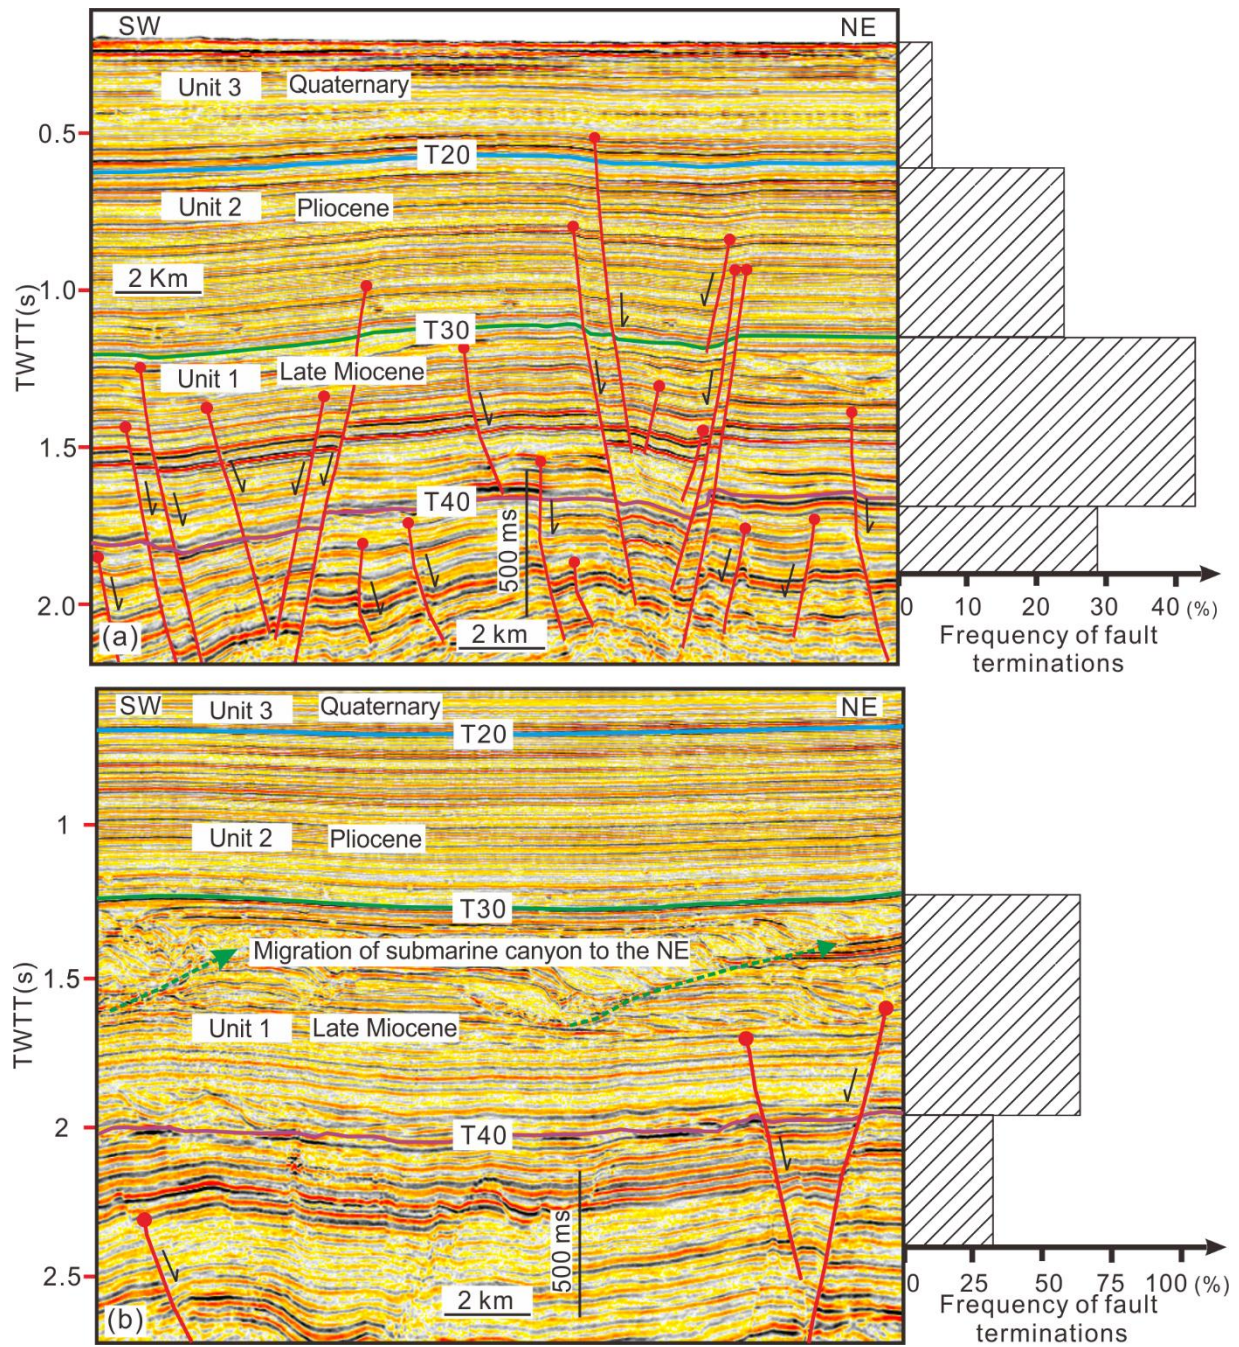 SW NE
Unit 3 Quaternary
0.5
T20
Unit 2 Pliocene
2 Km
1.0
T30
TWTT(s)
Unit 1 Late Miocene
1.5
T40
500 ms
2.0
(a)
2 km
0 10 20 29 30 40 (%)
Frequency of fault
terminations
SW Unit 3 Quaternary NE
T20
1
Unit 2 Pliocene
T30
Migration of submarine canyon to the NE
1.5
TWTT(s)
Unit 1 Late Miocene
2
T40
500 ms
2.5
(b)
2 km
0 25 50 75 100 (%)
Frequency of fault
terminations